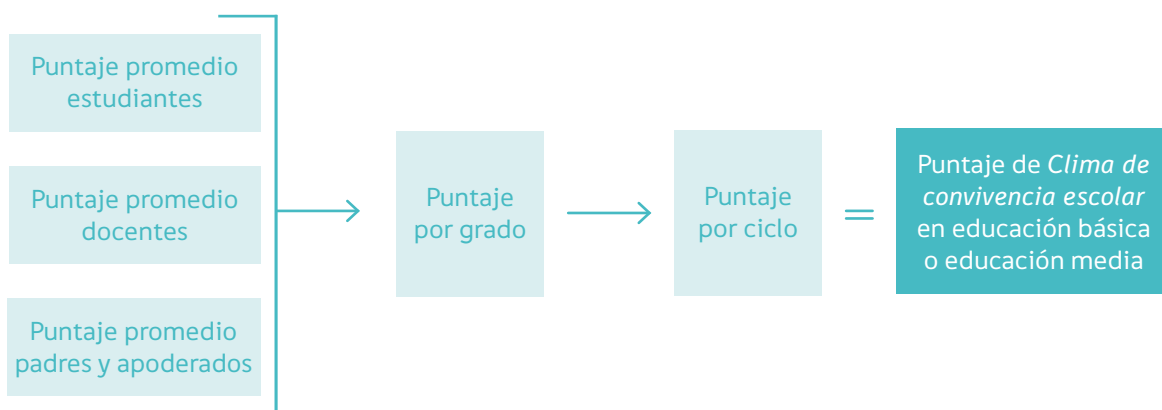 Puntaje promedio
estudiantes
Puntaje promedio
docentes
Puntaje promedio
padres y apoderados
Puntaje
por grado
Puntaje
por ciclo
=
Puntaje de Clima de
convivencia escolar
en educación básica
o educación media